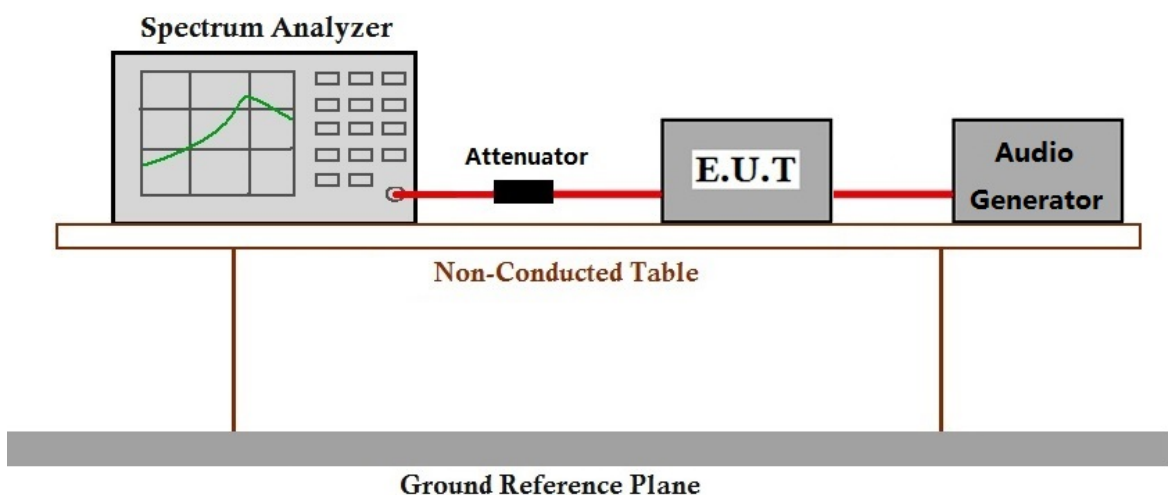 Spectrum Analyzer
Attenuator
E.U.T
Audio
Generator
Non-Conducted Table
Ground Reference Plane